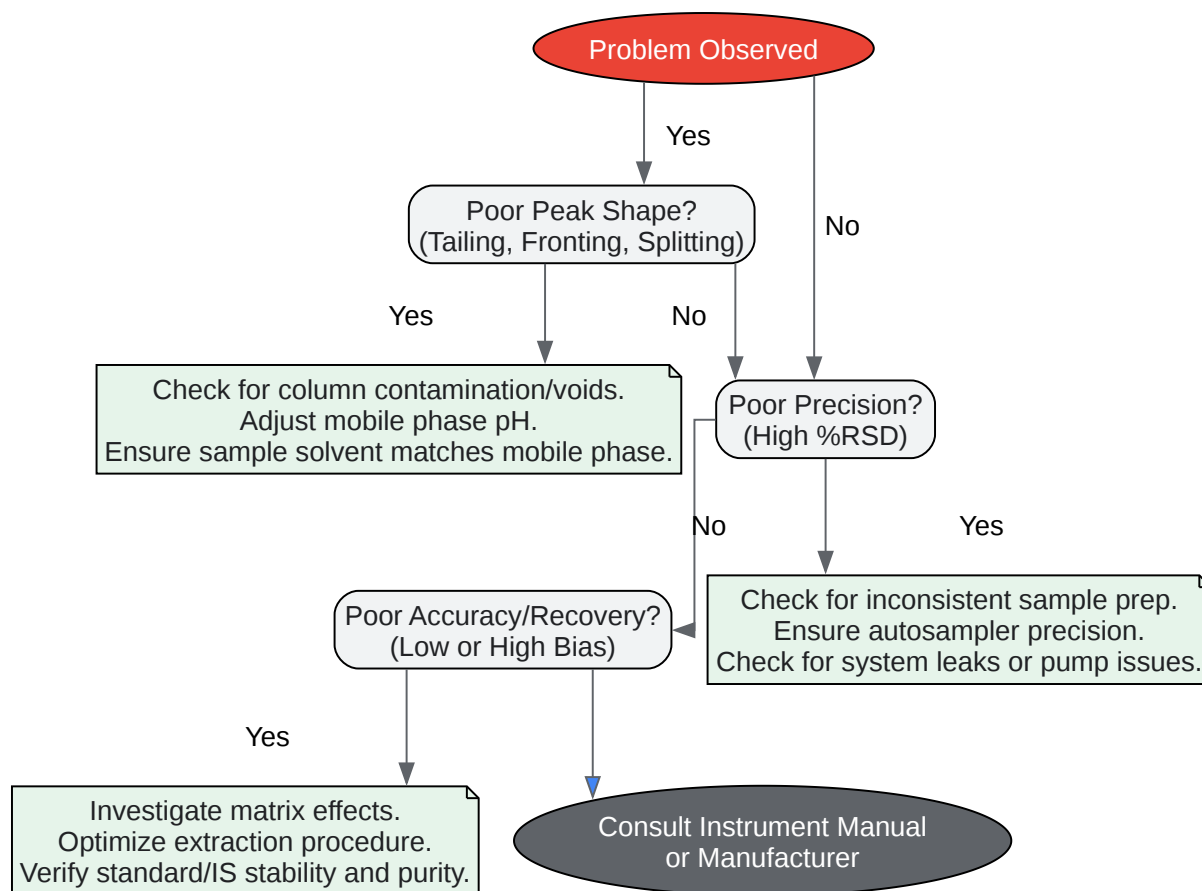 Problem Observed
Yes
Poor Peak Shape?
(Tailing, Fronting, Splitting)
No
Yes
No
Check for column contamination/voids.
Adjust mobile phase pH.
Ensure sample solvent matches mobile phase.
Poor Precision?
(High %RSD)
No
Yes
Poor Accuracy/Recovery?
(Low or High Bias)
Check for inconsistent sample prep.
Ensure autosampler precision.
Check for system leaks or pump issues.
Yes
Investigate matrix effects.
Optimize extraction procedure.
Verify standard/IS stability and purity.
Consult Instrument Manual
or Manufacturer